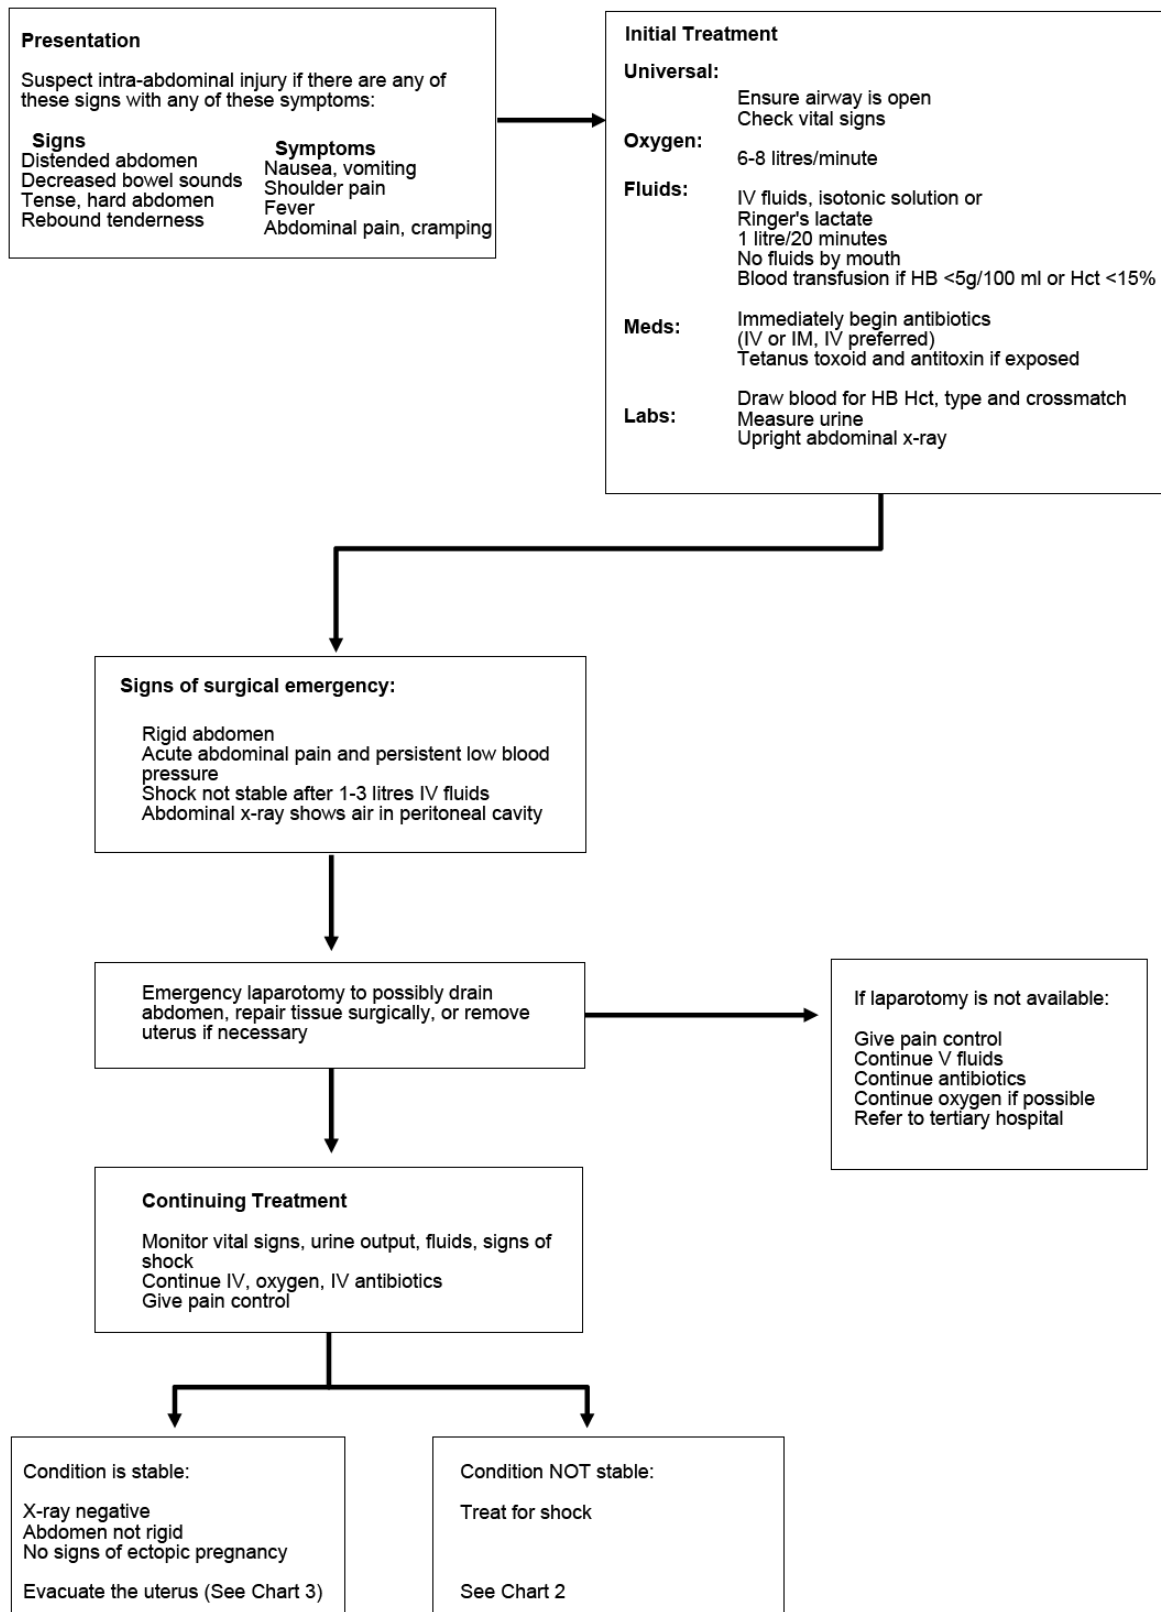 Presentation
Suspect intra-abdominal injury if there are any of
these signs with any of these symptoms:
Signs
Distended abdomen
Decreased bowel sounds
Tense, hard abdomen
Rebound tenderness
Symptoms
Nausea, vomiting
Shoulder pain
Fever
Abdominal pain, cramping
Initial Treatment
Universal:
Ensure airway is open
Check vital signs
Oxygen:
6-8 litres/minute
Fluids:
IV fluids, isotonic solution or
Ringer's lactate
1 litre/20 minutes
No fluids by mouth
Blood transfusion if HB <5g/100 ml or Hct <15%
Meds:
Immediately begin antibiotics
(IV or IM, IV preferred)
Tetanus toxoid and antitoxin if exposed
Labs:
Draw blood for HB Hct, type and crossmatch
Measure urine
Upright abdominal x-ray
Signs of surgical emergency:
Rigid abdomen
Acute abdominal pain and persistent low blood
pressure
Shock not stable after 1-3 litres IV fluids
Abdominal x-ray shows air in peritoneal cavity
Emergency laparotomy to possibly drain
abdomen, repair tissue surgically, or remove
uterus if necessary
If laparotomy is not available:
Give pain control
Continue V fluids
Continue antibiotics
Continue oxygen if possible
Refer to tertiary hospital
Continuing Treatment
Monitor vital signs, urine output, fluids, signs of
shock
Continue IV, oxygen, IV antibiotics
Give pain control
Condition is stable:
X-ray negative
Abdomen not rigid
No signs of ectopic pregnancy
Evacuate the uterus (See Chart 3)
Condition NOT stable:
Treat for shock
See Chart 2